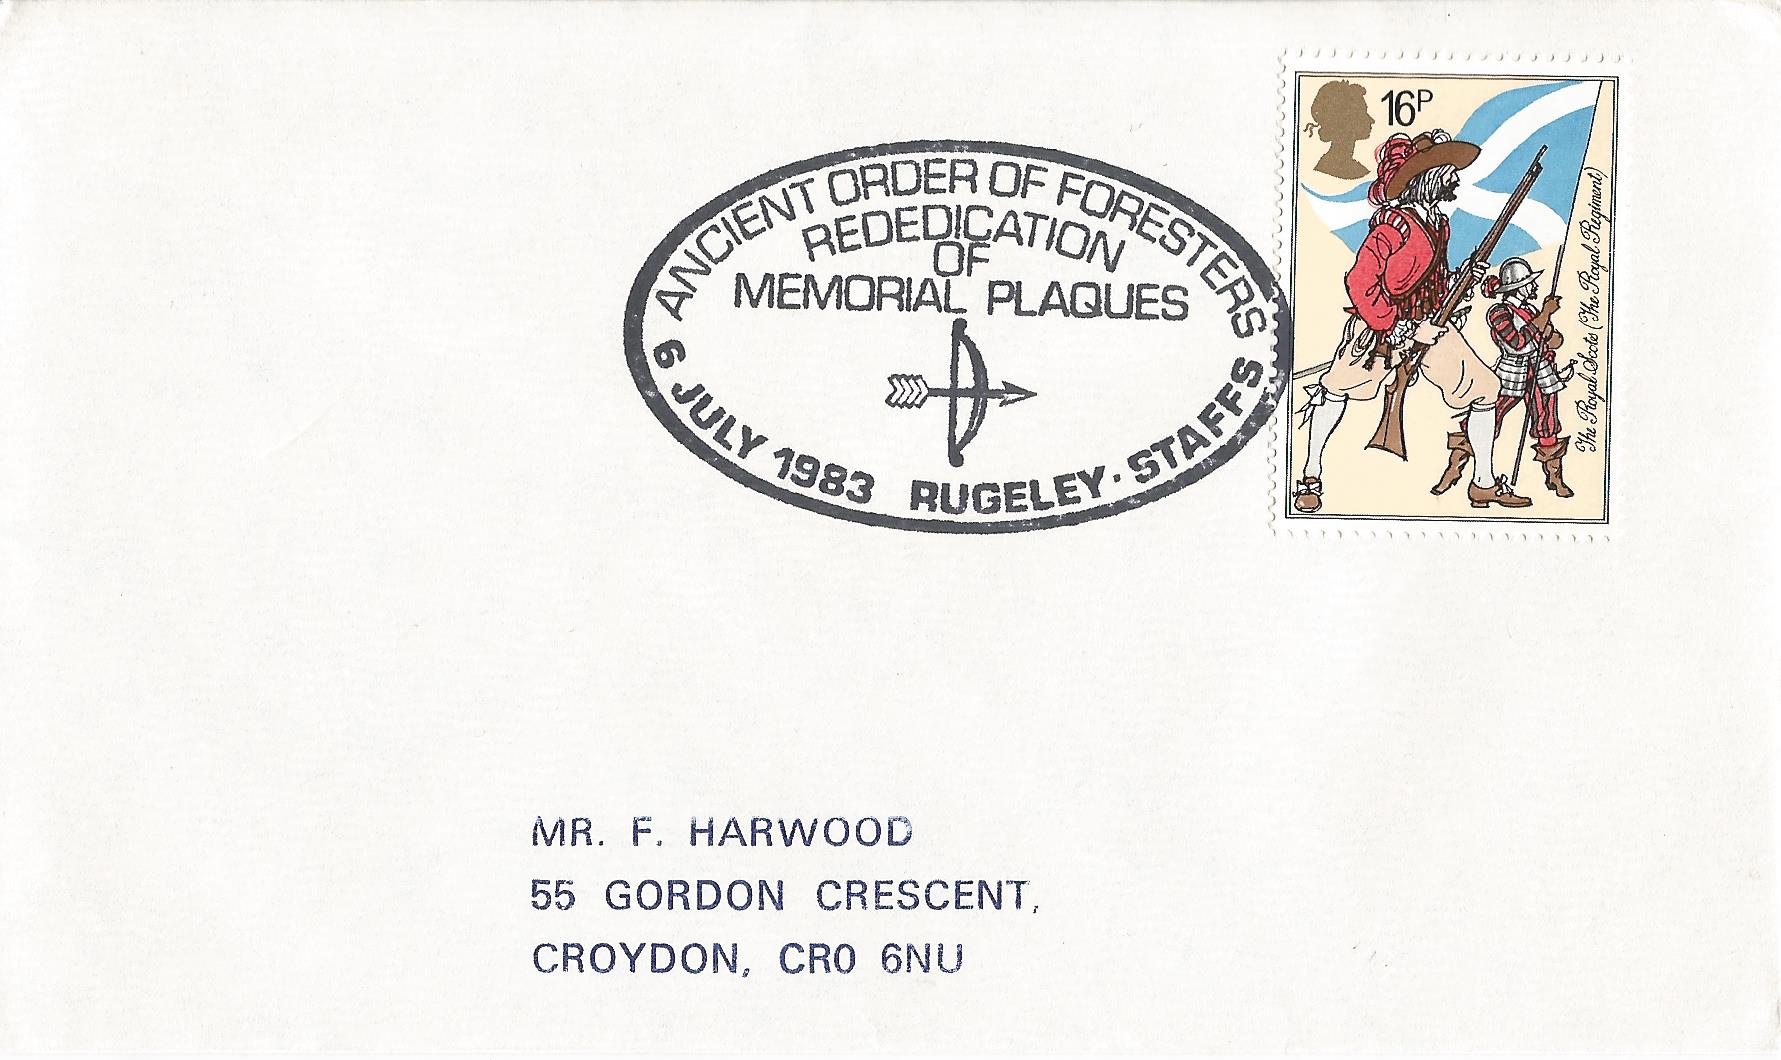 ANCIENT ORDER OF FORESTERS
REDEDICATION
OF
MEMORIAL PLAQUES
6 JULY 1983 RUGELEY · STAFFS
16P
The Royal Scots (The Royal Regiment)
MR. F. HARWOOD
55 GORDON CRESCENT,
CROYDON, CR0 6NU